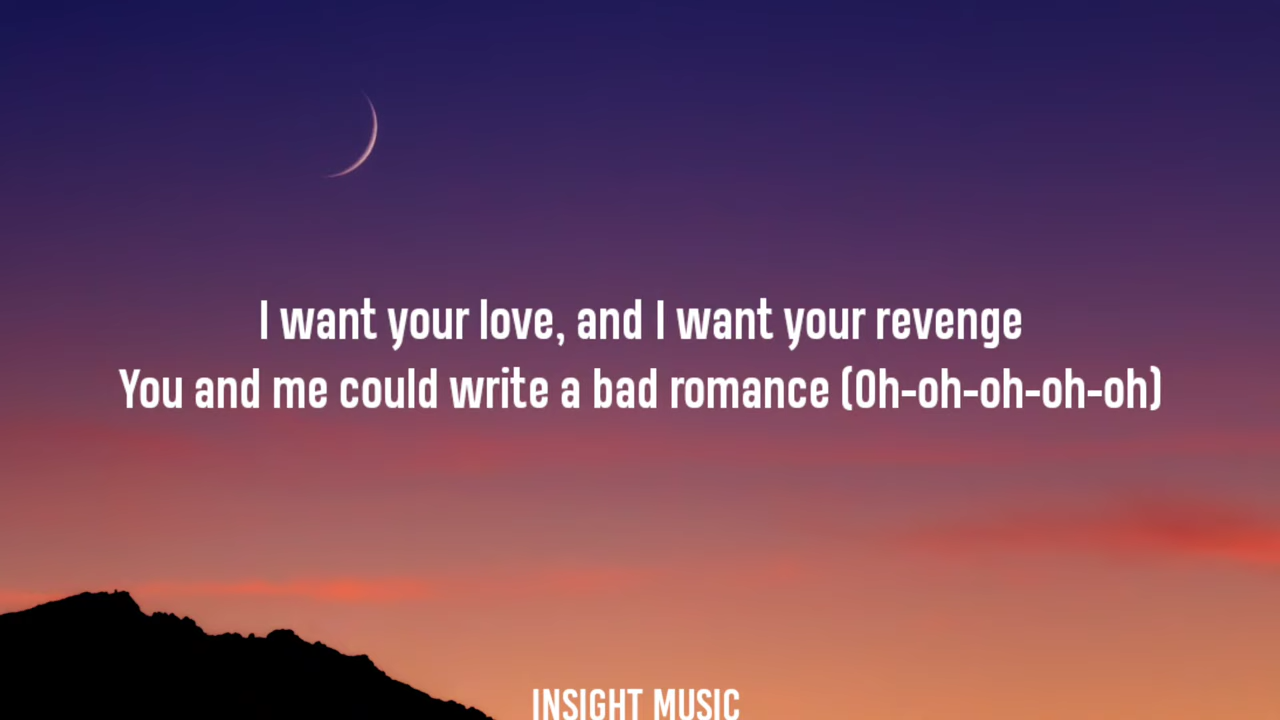 I want your love, and I want your revenge
You and me could write a bad romance (Oh-oh-oh-oh-oh)
INSIGHT MUSIC